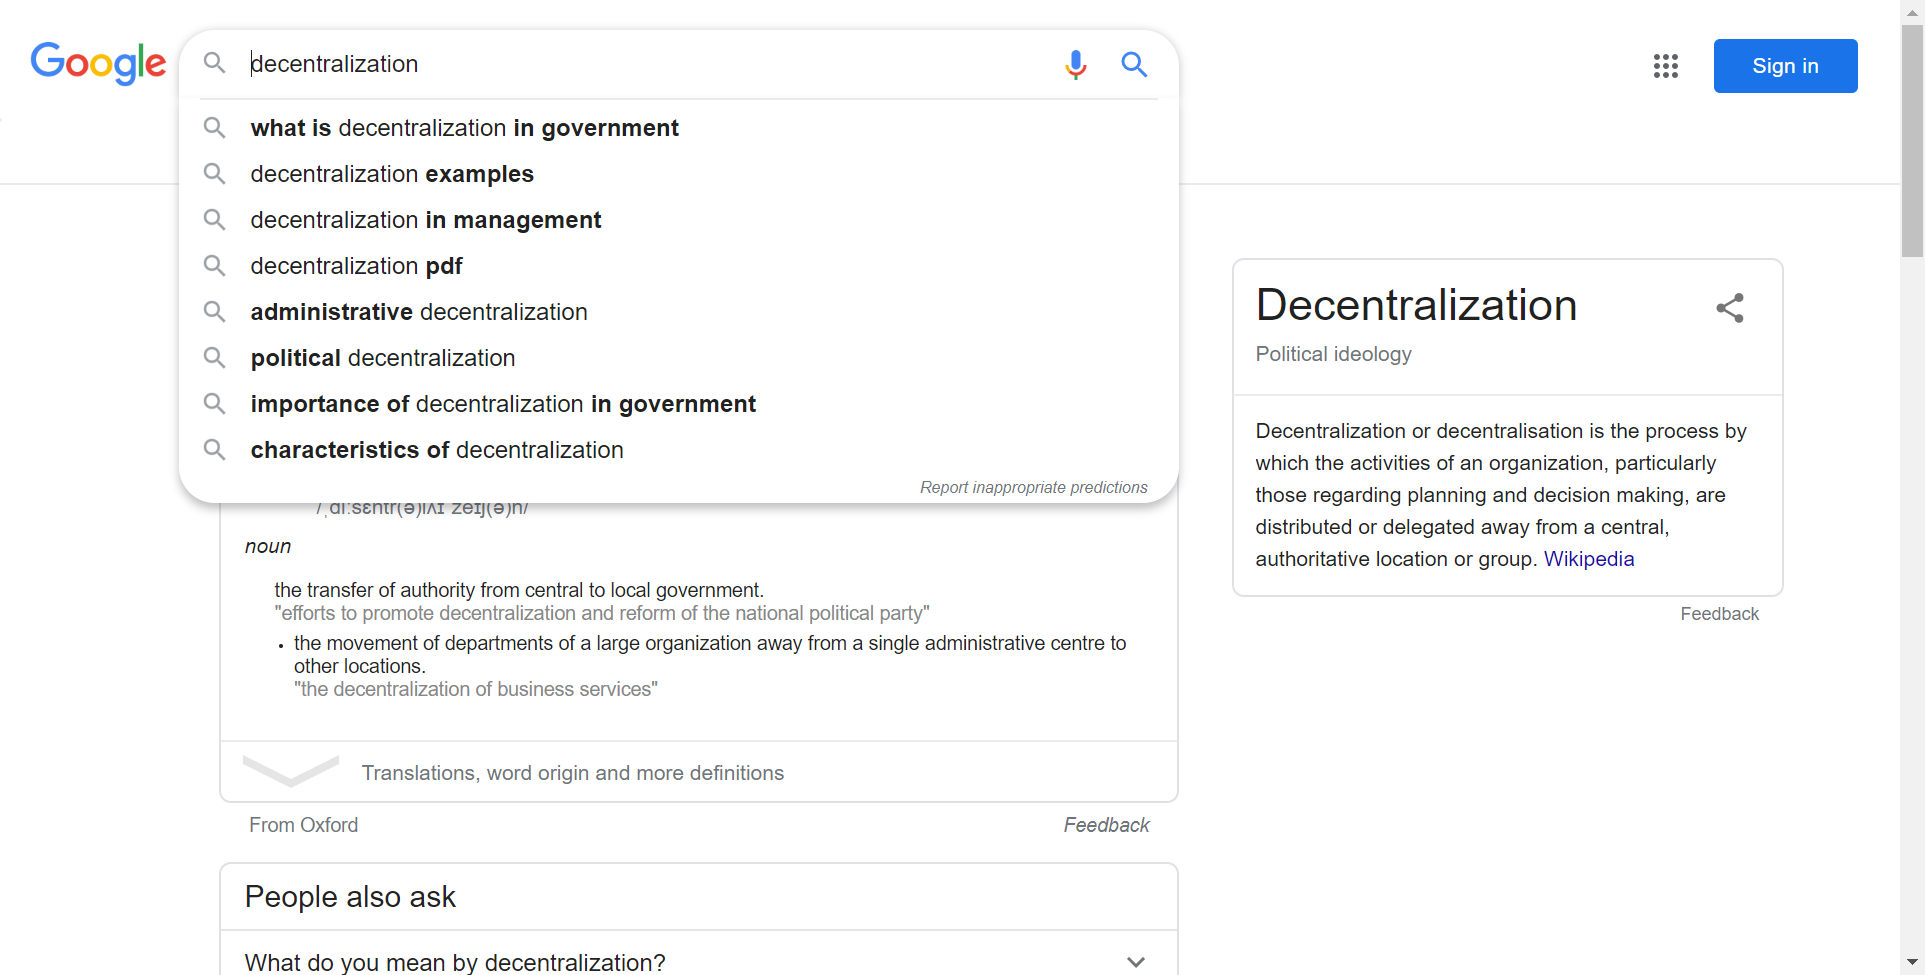 Google
decentralization
Sign in
what is decentralization in government
decentralization examples
decentralization in management
decentralization pdf
administrative decentralization
political decentralization
importance of decentralization in government
characteristics of decentralization
Report inappropriate predictions
noun
the transfer of authority from central to local government.
"efforts to promote decentralization and reform of the national political party"
• the movement of departments of a large organization away from a single administrative centre to
other locations.
"the decentralization of business services"
Translations, word origin and more definitions
From Oxford
Feedback
People also ask
What do you mean by decentralization?
Decentralization
Political ideology
Decentralization or decentralisation is the process by
which the activities of an organization, particularly
those regarding planning and decision making, are
distributed or delegated away from a central,
authoritative location or group. Wikipedia
Feedback